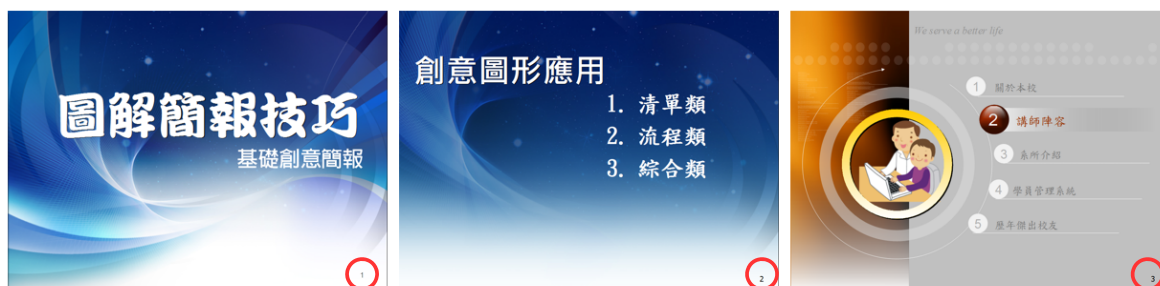 圖解簡報技巧
基礎創意簡報
1
創意圖形應用
1. 清單類
2. 流程類
3. 綜合類
2
We serve a better life
1 關於本校
2 講師陣容
3 系所介紹
4 學員管理系統
5 歷年傑出校友
3